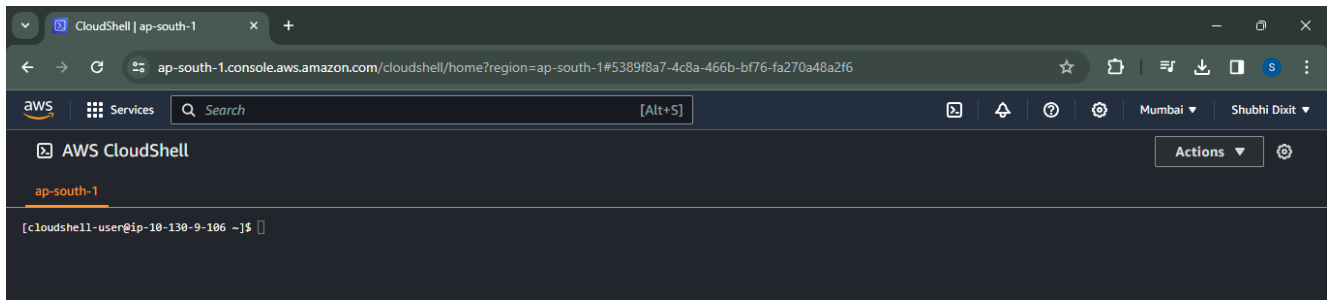 CloudShell | ap-south-1
ap-south-1.console.aws.amazon.com/cloudshell/home?region=ap-south-1#5389f8a7-4c8a-466b-bf76-fa270a48a2f6 S
aws Services Search [Alt+S] Mumbai Shubhi Dixit
AWS CloudShell Actions
ap-south-1
[cloudshell-user@ip-10-130-9-106 ~]$